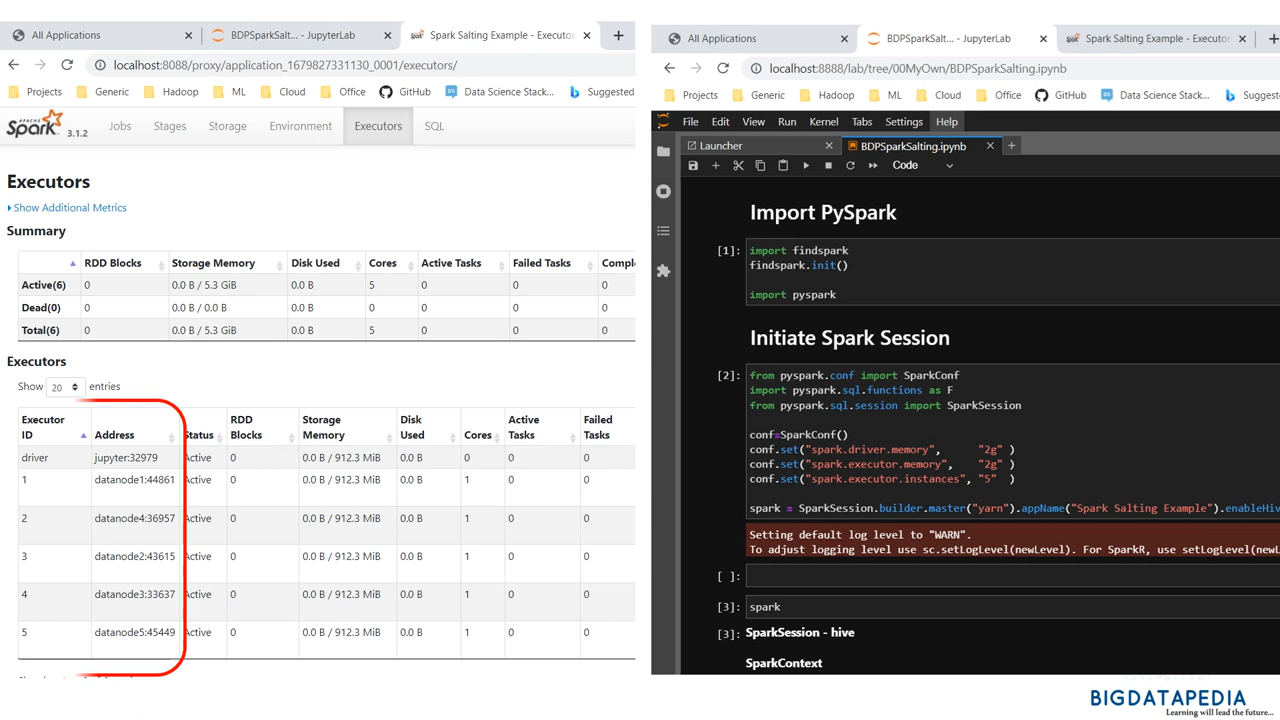 All Applications
BDPSparkSalt... - JupyterLab
Spark Salting Example - Executor
localhost:8088/proxy/application_1679827331130_0001/executors/
Projects Generic Hadoop ML Cloud Office GitHub Data Science Stack... Suggested
APACHE Spark 3.1.2 Jobs Stages Storage Environment Executors SQL
Executors
Show Additional Metrics
Summary
RDD Blocks Storage Memory Disk Used Cores Active Tasks Failed Tasks Compl
Active(6) 0 0.0 B / 5.3 GiB 0.0 B 5 0 0 0
Dead(0) 0 0.0 B / 0.0 B 0.0 B 0 0 0 0
Total(6) 0 0.0 B / 5.3 GiB 0.0 B 5 0 0 0
Executors
Show 20 entries
Executor ID Address Status RDD Blocks Storage Memory Disk Used Cores Active Tasks Failed Tasks
driver jupyter:32979 Active 0 0.0 B / 912.3 MiB 0.0 B 0 0 0
1 datanode1:44861 Active 0 0.0 B / 912.3 MiB 0.0 B 1 0 0
2 datanode4:36957 Active 0 0.0 B / 912.3 MiB 0.0 B 1 0 0
3 datanode2:43615 Active 0 0.0 B / 912.3 MiB 0.0 B 1 0 0
4 datanode3:33637 Active 0 0.0 B / 912.3 MiB 0.0 B 1 0 0
5 datanode5:45449 Active 0 0.0 B / 912.3 MiB 0.0 B 1 0 0
All Applications
BDPSparkSalt... - JupyterLab
Spark Salting Example - Executor
localhost:8888/lab/tree/00MyOwn/BDPSparkSalting.ipynb
Projects Generic Hadoop ML Cloud Office GitHub Data Science Stack... Sugges
File Edit View Run Kernel Tabs Settings Help
Launcher
BDPSparkSalting.ipynb
Code
Import PySpark
[1]: import findspark
findspark.init()
import pyspark
Initiate Spark Session
[2]: from pyspark.conf import SparkConf
import pyspark.sql.functions as F
from pyspark.sql.session import SparkSession
conf=SparkConf()
conf.set("spark.driver.memory", "2g" )
conf.set("spark.executor.memory", "2g" )
conf.set("spark.executor.instances", "5" )
spark = SparkSession.builder.master("yarn").appName("Spark Salting Example").enableHiv
Setting default log level to "WARN".
To adjust logging level use sc.setLogLevel(newLevel). For SparkR, use setLogLevel(newL
[ ]:
[3]: spark
[3]: SparkSession - hive
SparkContext
BIGDATAPEDIA
Learning will lead the future...